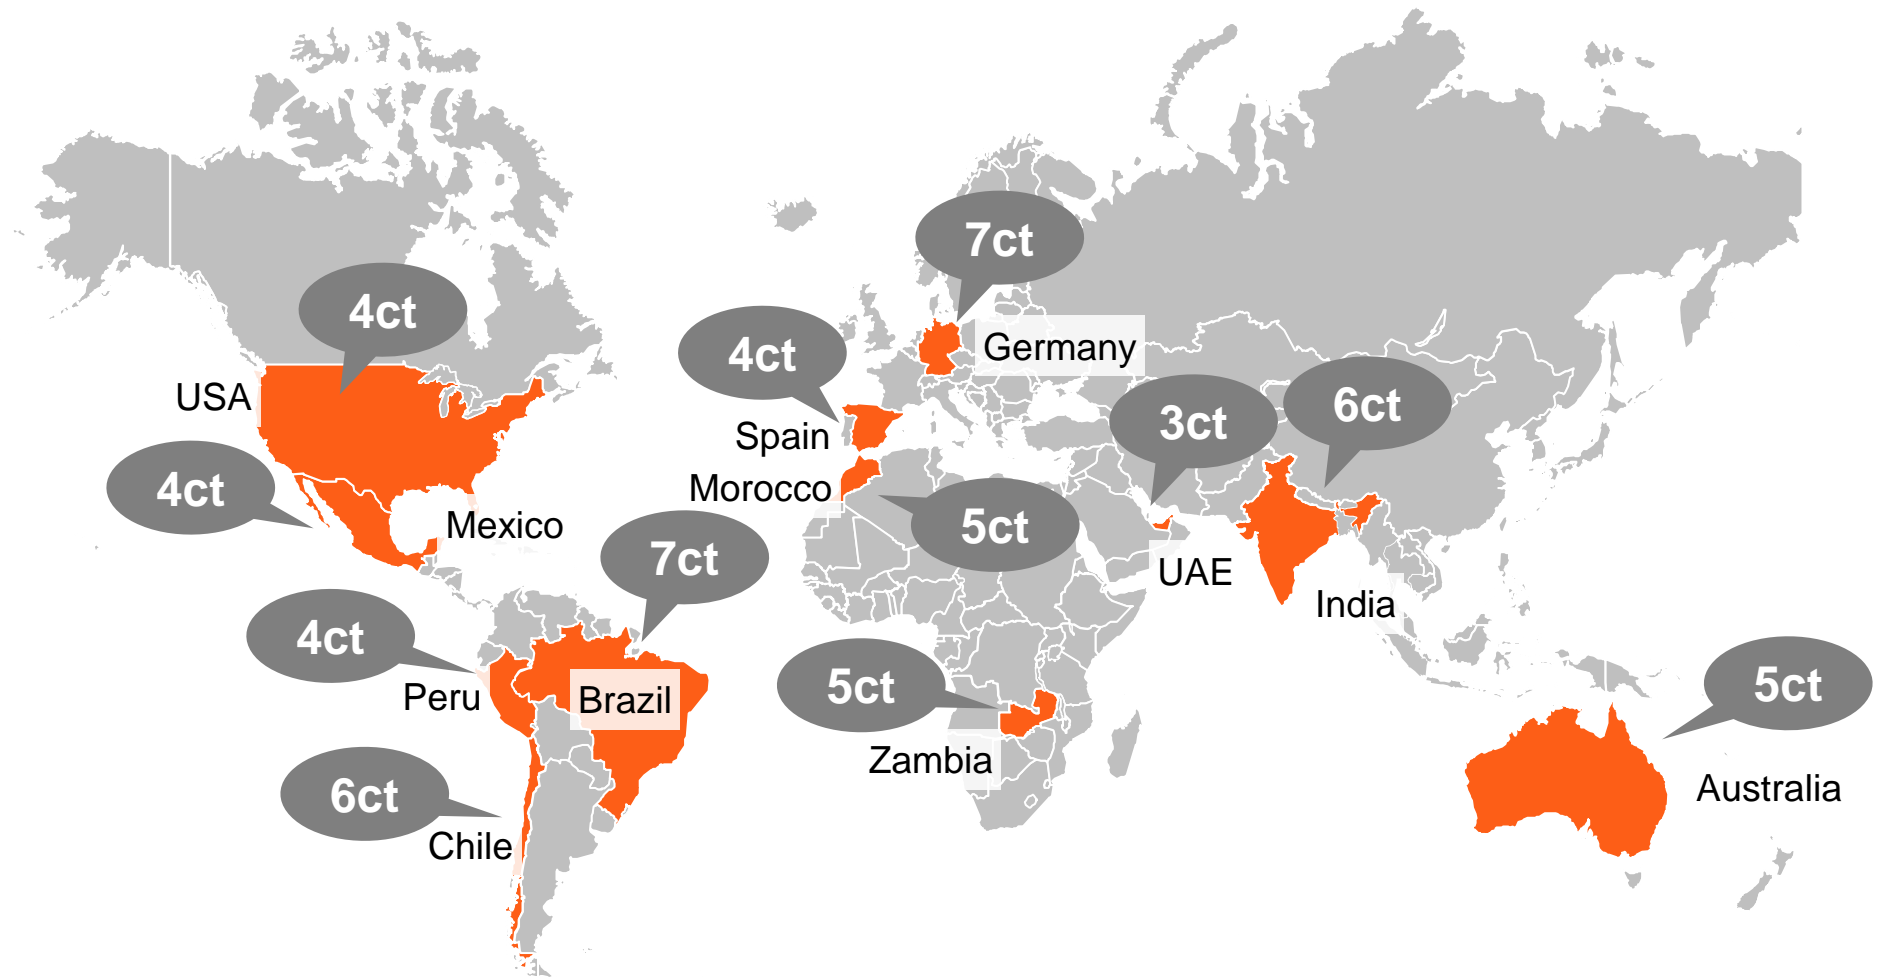 7ct
Germany
4ct
USA
4ct
Spain
3ct
UAE
6ct
India
4ct
Mexico
Morocco
5ct
7ct
Brazil
4ct
Peru
5ct
Zambia
5ct
Australia
6ct
Chile